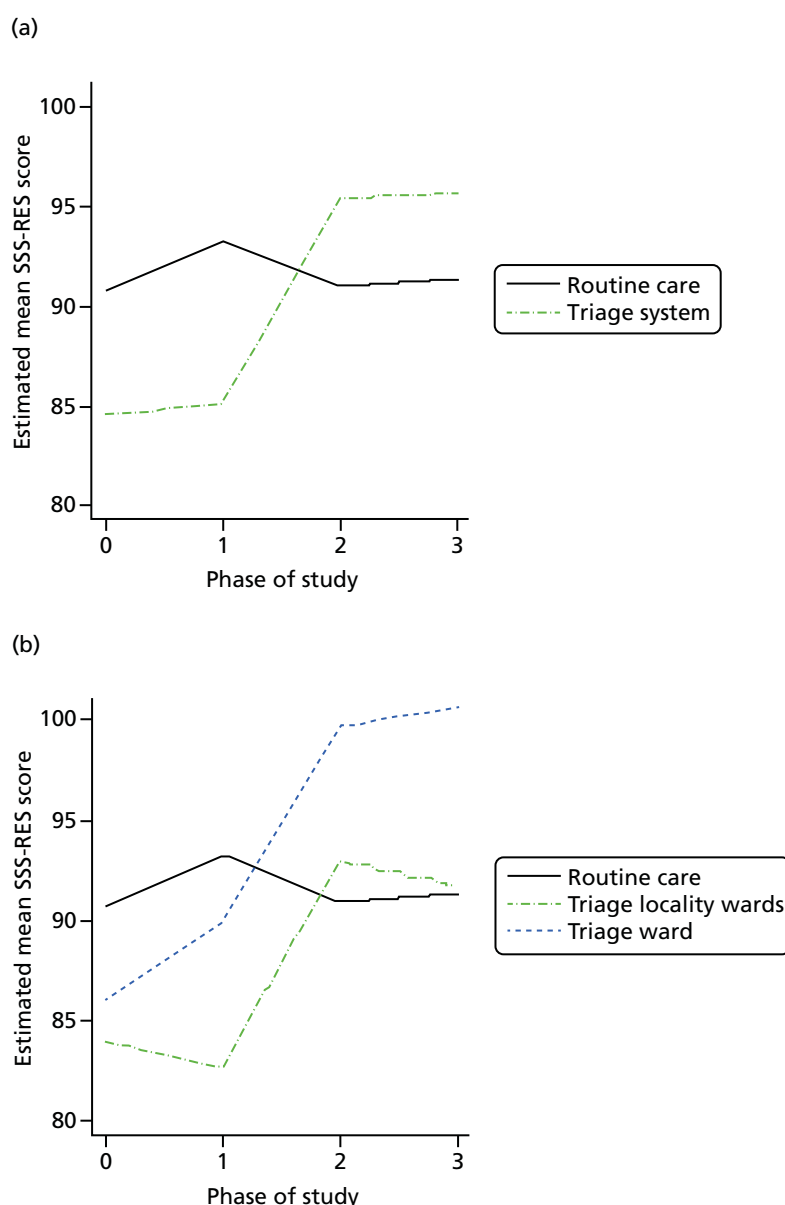 (a)
Estimated mean SSS-RES score
100
95
90
85
80
0 1 2 3
Phase of study
Routine care
Triage system
(b)
Estimated mean SSS-RES score
100
95
90
85
80
0 1 2 3
Phase of study
Routine care
Triage locality wards
Triage ward